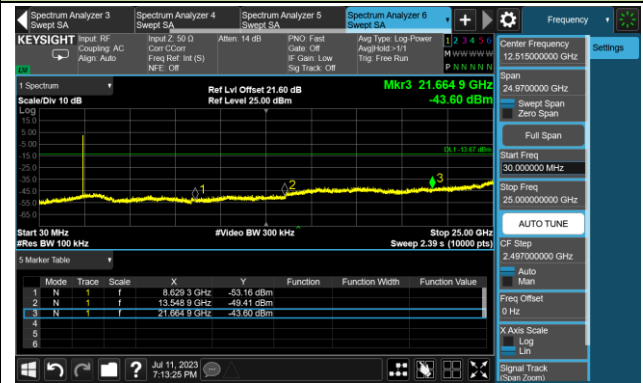 Spectrum Analyzer 3
Swept SA
Spectrum Analyzer 4
Swept SA
Spectrum Analyzer 5
Swept SA
Spectrum Analyzer 6
Swept SA
Frequency
KEYSIGHT
Input: RF
Coupling: AC
Align: Auto
Input Z: 50 Ω
Corr CCorr
Freq Ref: Int (S)
NFE: Off
Atten: 14 dB
PNO: Fast
Gate: Off
IF Gain: Low
Sig Track: Off
Avg Type: Log-Power
Avg|Hold:>1/1
Trig: Free Run
1 2 3 4 5 6
M W W W W W
P N N N N N
1 Spectrum
Scale/Div 10 dB
Ref Lvl Offset 21.60 dB
Ref Level 25.00 dBm
Mkr3 21.664 9 GHz
-43.60 dBm
Log
15.0
5.00
-5.00
-15.0
-25.0
-35.0
-45.0
-55.0
-65.0
DL1 -13.67 dBm
1
2
3
Start 30 MHz
#Res BW 100 kHz
#Video BW 300 kHz
Stop 25.00 GHz
Sweep 2.39 s (10000 pts)
5 Marker Table
Mode Trace Scale X Y Function Function Width Function Value
1 N 1 f 8.629 3 GHz -53.16 dBm
2 N 1 f 13.548 9 GHz -49.41 dBm
3 N 1 f 21.664 9 GHz -43.60 dBm
4
5
6
Jul 11, 2023
7:13:25 PM
Center Frequency
12.515000000 GHz
Settings
Span
24.9700000 GHz
Swept Span
Zero Span
Full Span
Start Freq
30.000000 MHz
Stop Freq
25.000000000 GHz
AUTO TUNE
CF Step
2.497000000 GHz
Auto
Man
Freq Offset
0 Hz
X Axis Scale
Log
Lin
Signal Track
(Span Zoom)